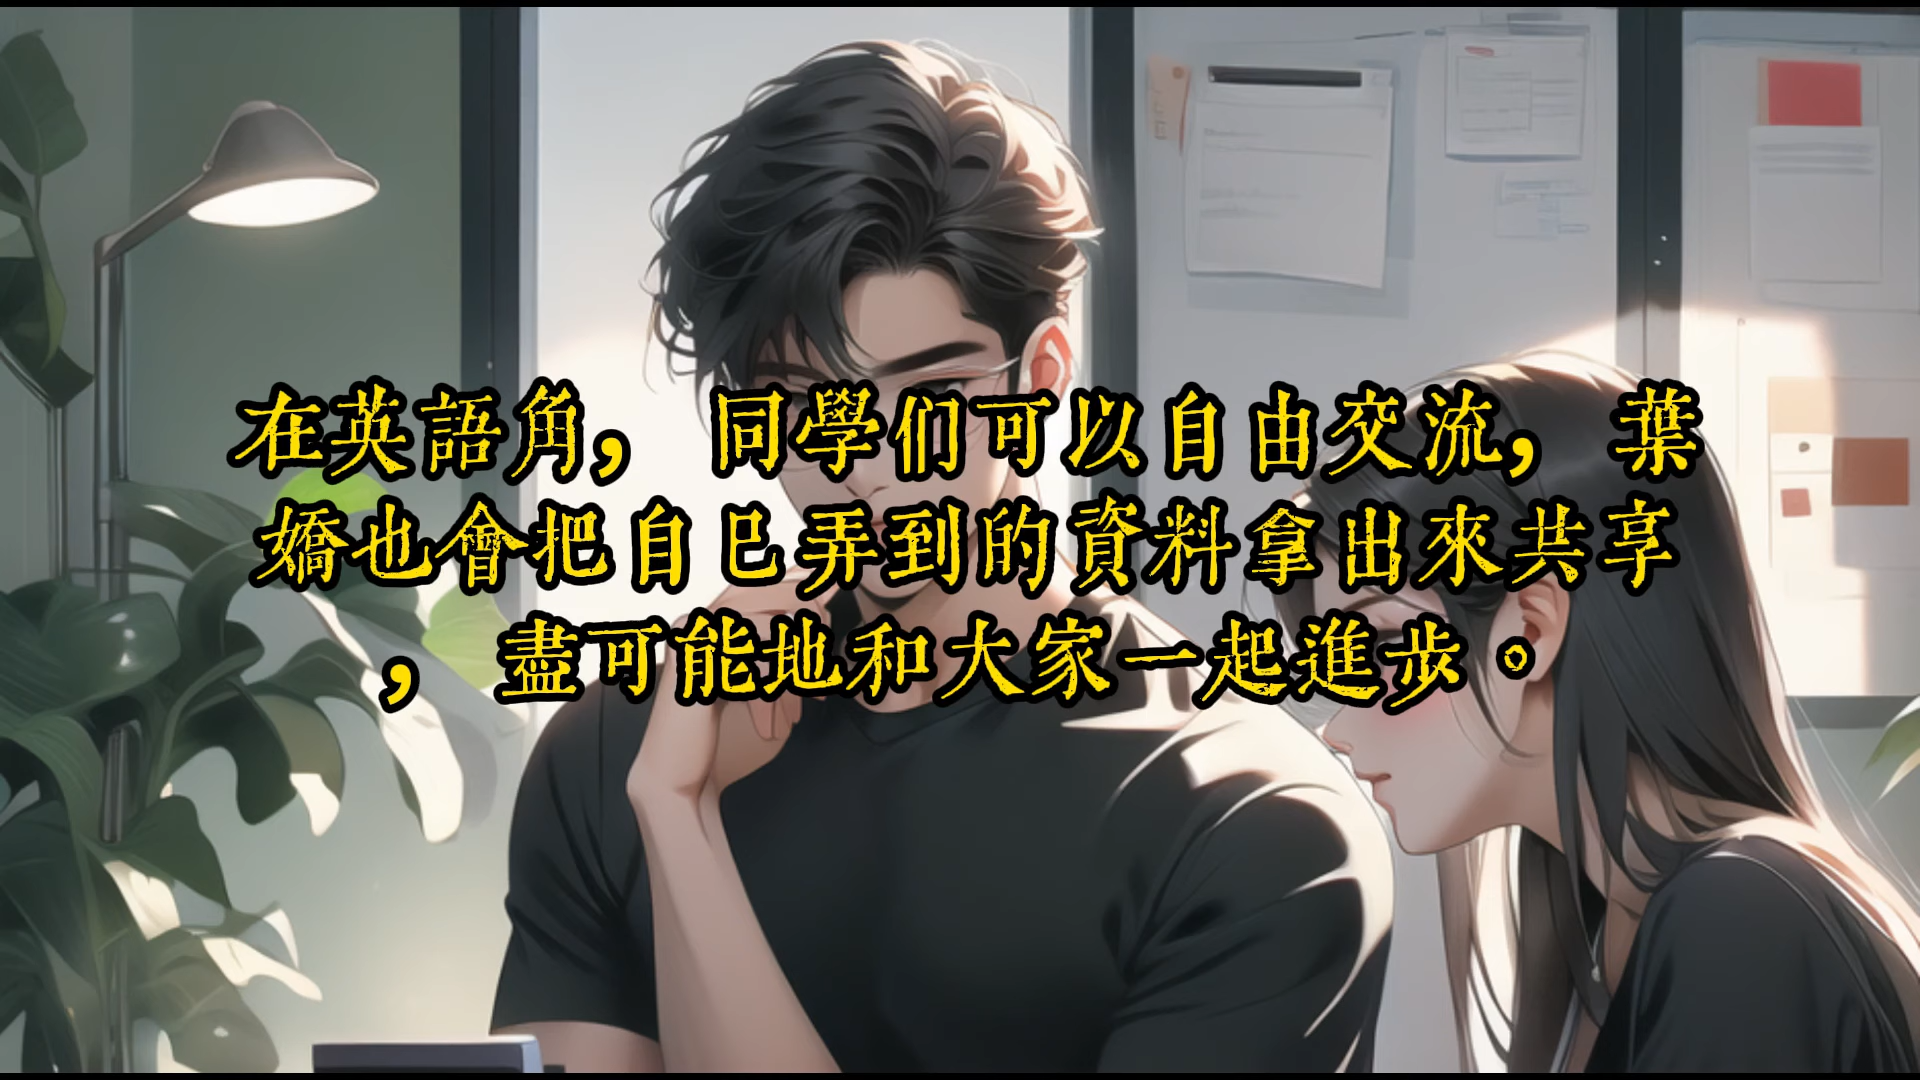 在英語角， 同學们可以自由交流， 葉
嬌也會把自己弄到的資料拿出來共享
， 盡可能地和大家一起進步。